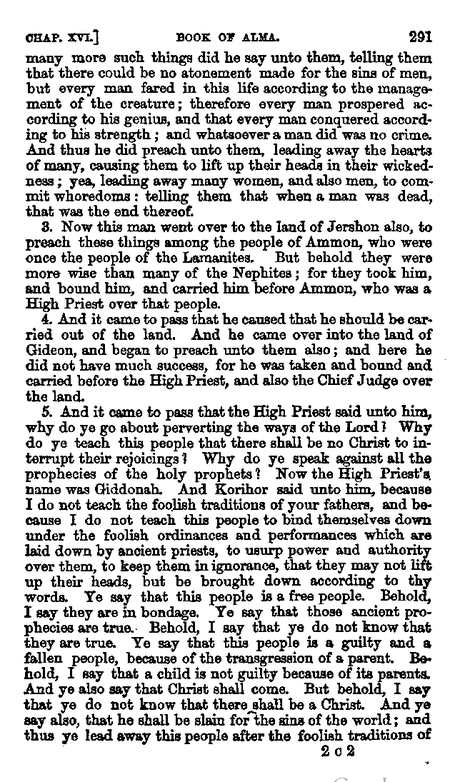 CHAP. XVI.] BOOK OF ALMA. 291
many more such things did he say unto them, telling them
that there could be no atonement made for the sins of men,
but every man fared in this life according to the manage-
ment of the creature; therefore every man prospered ac-
cording to his genius, and that every man conquered accord-
ing to his strength; and whatsoever a man did was no crime.
And thus he did preach unto them, leading away the hearts
of many, causing them to lift up their heads in their wicked-
ness; yea, leading away many women, and also men, to com-
mit whoredoms: telling them that when a man was dead,
that was the end thereof.
3. Now this man went over to the land of Jershon also, to
preach these things among the people of Ammon, who were
once the people of the Lamanites. But behold they were
more wise than many of the Nephites; for they took him,
and bound him, and carried him before Ammon, who was a
High Priest over that people.
4. And it came to pass that he caused that he should be car-
ried out of the land. And he came over into the land of
Gideon, and began to preach unto them also; and here he
did not have much success, for he was taken and bound and
carried before the High Priest, and also the Chief Judge over
the land.
5. And it came to pass that the High Priest said unto him,
why do ye go about perverting the ways of the Lord? Why
do ye teach this people that there shall be no Christ to in-
terrupt their rejoicings? Why do ye speak against all the
prophecies of the holy prophets? Now the High Priest's
name was Giddonah. And Korihor said unto him, because
I do not teach the foolish traditions of your fathers, and be-
cause I do not teach this people to bind themselves down
under the foolish ordinances and performances which are
laid down by ancient priests, to usurp power and authority
over them, to keep them in ignorance, that they may not lift
up their heads, but be brought down according to thy
words. Ye say that this people is a free people. Behold,
I say they are in bondage. Ye say that those ancient pro-
phecies are true. Behold, I say that ye do not know that
they are true. Ye say that this people is a guilty and a
fallen people, because of the transgression of a parent. Be-
hold, I say that a child is not guilty because of its parents.
And ye also say that Christ shall come. But behold, I say
that ye do not know that there shall be a Christ. And ye
say also, that he shall be slain for the sins of the world; and
thus ye lead away this people after the foolish traditions of
2 C 2